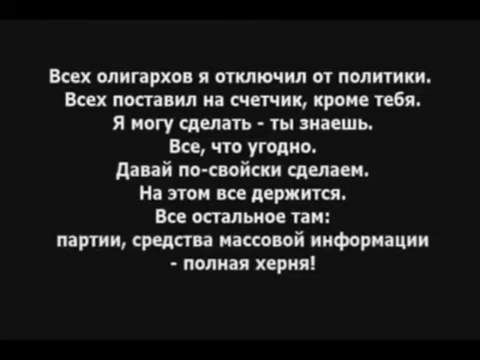 Всех олигархов я отключил от политики.
Всех поставил на счетчик, кроме тебя.
Я могу сделать - ты знаешь.
Все, что угодно.
Давай по-свойски сделаем.
На этом все держится.
Все остальное там:
партии, средства массовой информации
- полная херня!